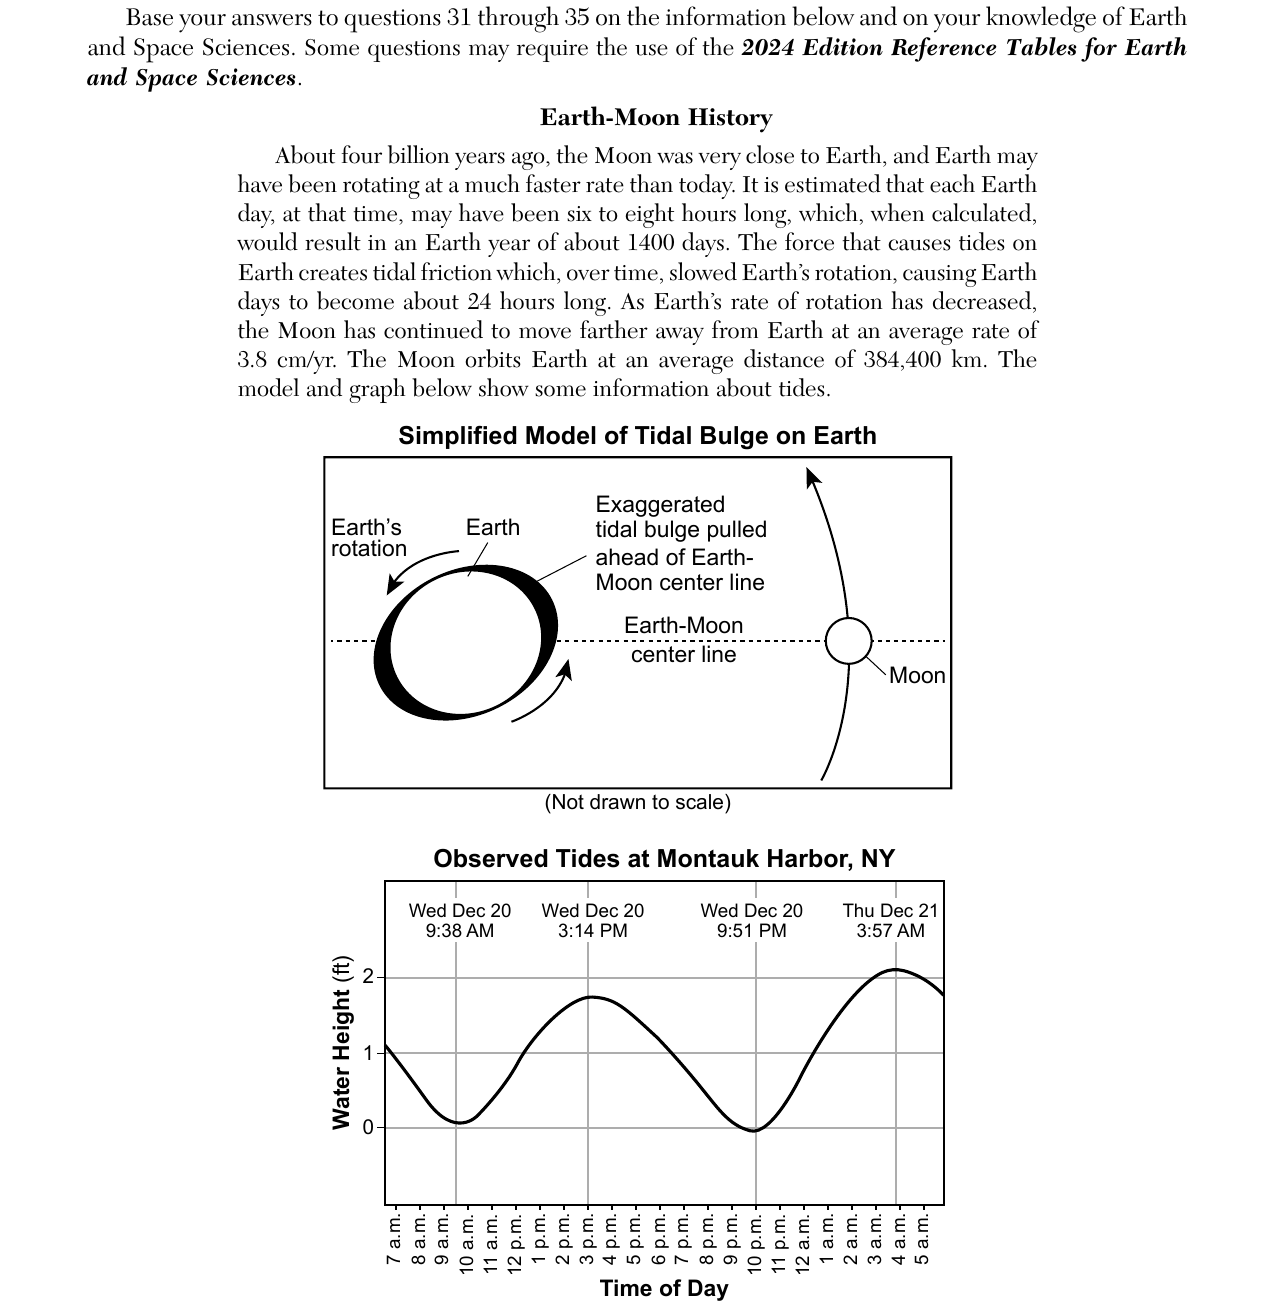 Base your answers to questions 31 through 35 on the information below and on your knowledge of Earth
and Space Sciences. Some questions may require the use of the 2024 Edition Reference Tables for Earth
and Space Sciences.
Earth-Moon History
About four billion years ago, the Moon was very close to Earth, and Earth may
have been rotating at a much faster rate than today. It is estimated that each Earth
day, at that time, may have been six to eight hours long, which, when calculated,
would result in an Earth year of about 1400 days. The force that causes tides on
Earth creates tidal friction which, over time, slowed Earth's rotation, causing Earth
days to become about 24 hours long. As Earth's rate of rotation has decreased,
the Moon has continued to move farther away from Earth at an average rate of
3.8 cm/yr. The Moon orbits Earth at an average distance of 384,400 km. The
model and graph below show some information about tides.
Simplified Model of Tidal Bulge on Earth
Earth's
rotation
Earth
Exaggerated
tidal bulge pulled
ahead of Earth-
Moon center line
Earth-Moon
center line
Moon
(Not drawn to scale)
Observed Tides at Montauk Harbor, NY
Wed Dec 20
9:38 AM
Wed Dec 20
3:14 PM
Wed Dec 20
9:51 PM
Thu Dec 21
3:57 AM
Water Height (ft)
2
1
0
7 a.m.
8 a.m.
9 a.m.
10 a.m.
11 a.m.
12 p.m.
1 p.m.
2 p.m.
3 p.m.
4 p.m.
5 p.m.
6 p.m.
7 p.m.
8 p.m.
9 p.m.
10 p.m.
11 p.m.
12 a.m.
1 a.m.
2 a.m.
3 a.m.
4 a.m.
5 a.m.
Time of Day